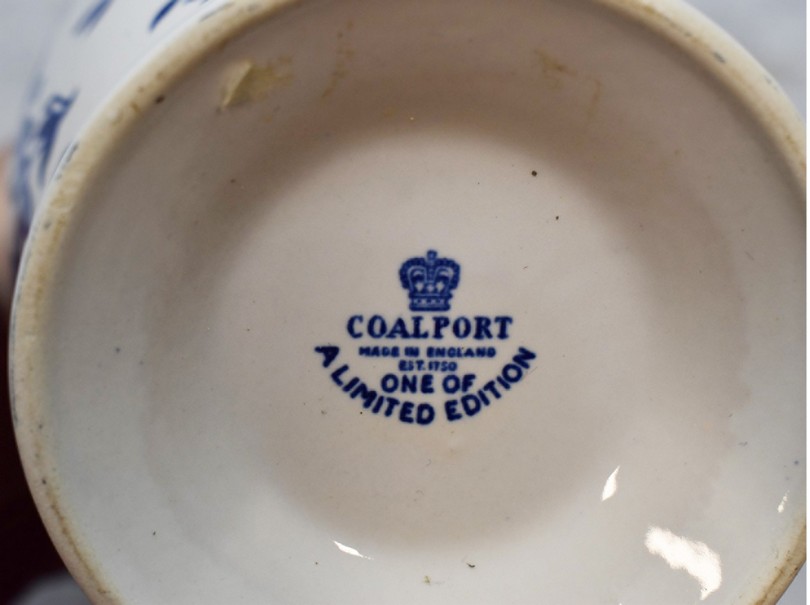 COALPORT
MADE IN ENGLAND
EST. 1750
ONE OF
A LIMITED EDITION